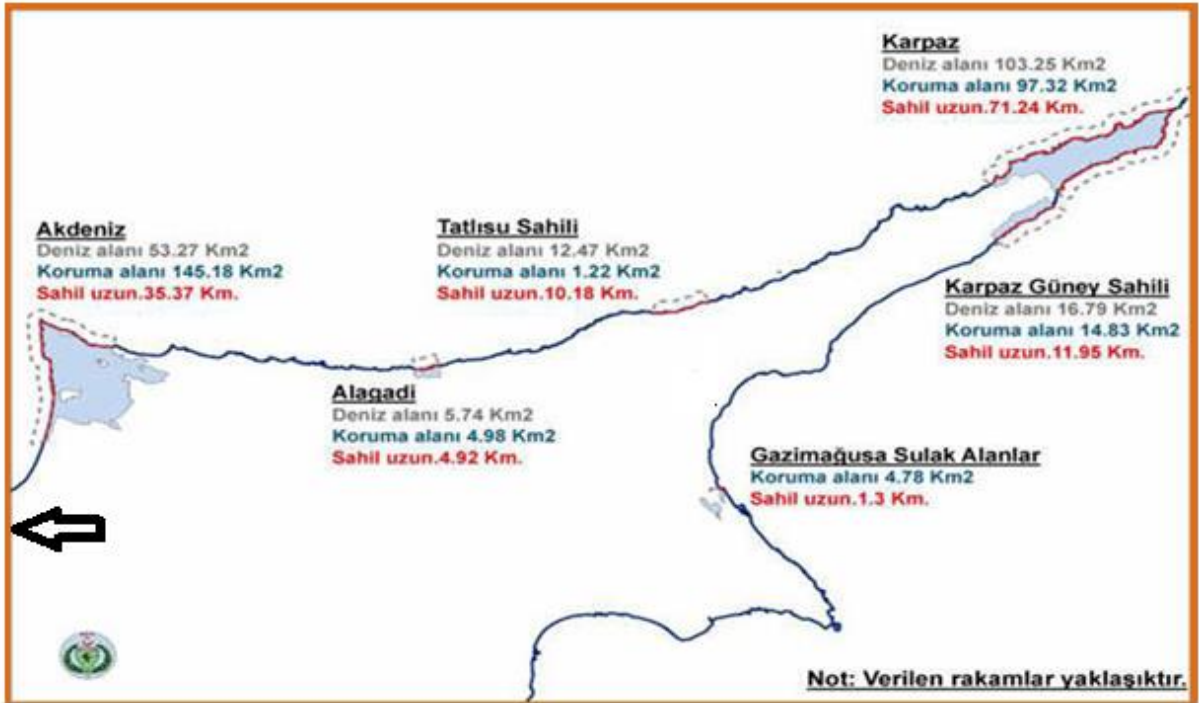 Karpaz
Deniz alanı 103.25 Km2
Koruma alanı 97.32 Km2
Sahil uzun.71.24 Km.
Akdeniz
Deniz alanı 53.27 Km2
Koruma alanı 145.18 Km2
Sahil uzun.35.37 Km.
Tatlısu Sahili
Deniz alanı 12.47 Km2
Koruma alanı 1.22 Km2
Sahil uzun.10.18 Km.
Karpaz Güney Sahili
Deniz alanı 16.79 Km2
Koruma alanı 14.83 Km2
Sahil uzun.11.95 Km.
Alagadi
Deniz alanı 5.74 Km2
Koruma alanı 4.98 Km2
Sahil uzun.4.92 Km.
Gazimağusa Sulak Alanlar
Koruma alanı 4.78 Km2
Sahil uzun.1.3 Km.
Not: Verilen rakamlar yaklaşıktır.